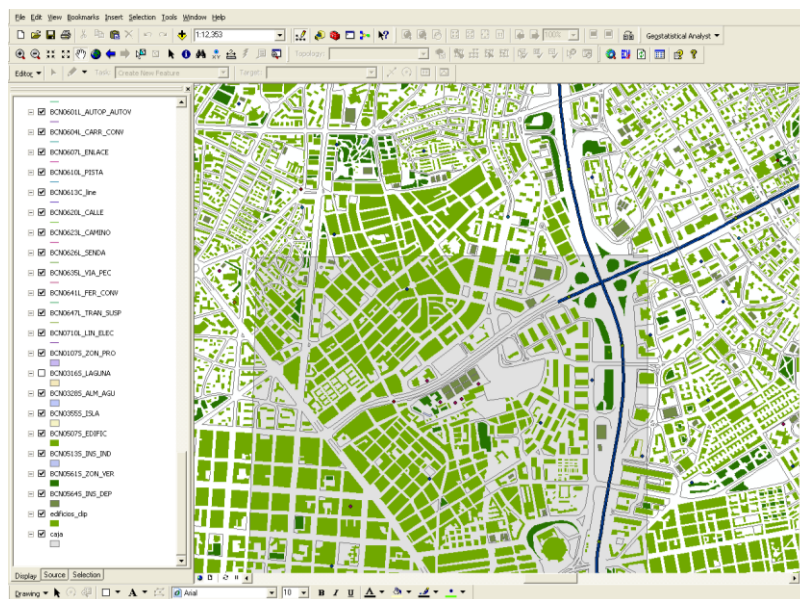 File Edit View Bookmarks Insert Selection Tools Window Help
1:12,353
100%
Geostatistical Analyst
Topology:
Editor Task: Create New Feature Target:
BCN0601L_AUTOP_AUTOV
BCN0604L_CARR_CONV
BCN0607L_ENLACE
BCN0610L_PISTA
BCN0613C_line
BCN0620L_CALLE
BCN0623L_CAMINO
BCN0626L_SENDA
BCN0635L_VIA_PEC
BCN0641L_FER_CONV
BCN0647L_TRAN_SUSP
BCN0710L_LIN_ELEC
BCN0107S_ZON_PRO
BCN0316S_LAGUNA
BCN0328S_ALM_AGU
BCN0355S_ISLA
BCN0507S_EDIFIC
BCN0513S_INS_IND
BCN0561S_ZON_VER
BCN0564S_INS_DEP
edificios_clip
caja
Display Source Selection
Drawing A Arial 10 B I U A